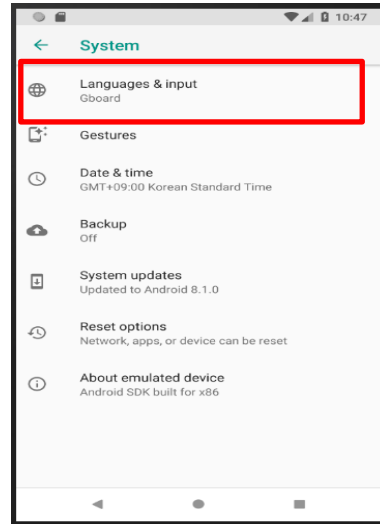 10:47
System
Languages & input
Gboard
Gestures
Date & time
GMT+09:00 Korean Standard Time
Backup
Off
System updates
Updated to Android 8.1.0
Reset options
Network, apps, or device can be reset
About emulated device
Android SDK built for x86